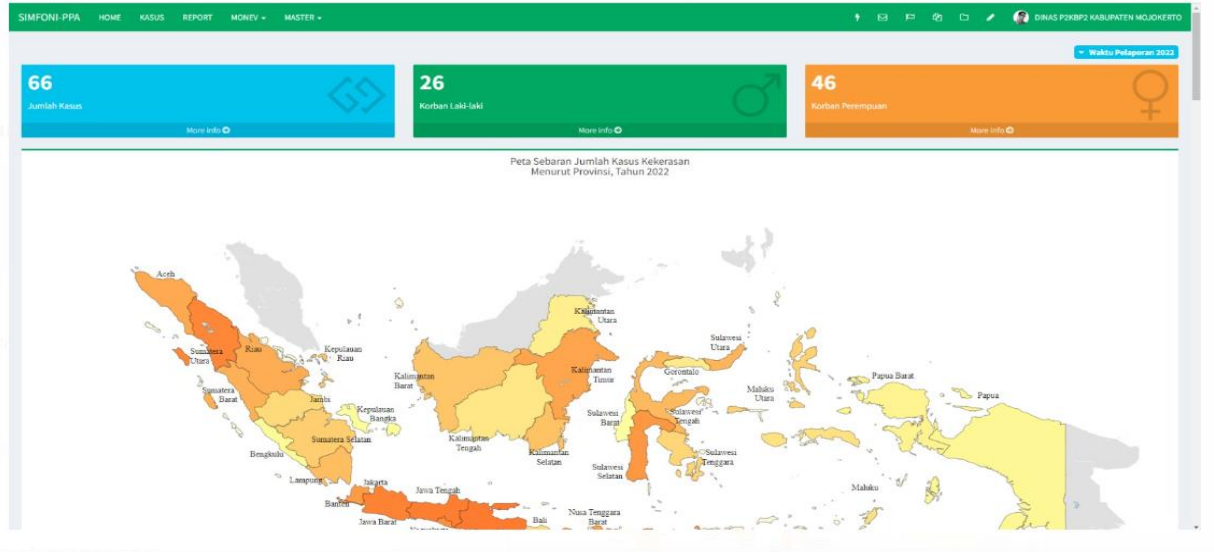 SIMFONI-PPA HOME KASUS REPORT MONEV MASTER DINAS P2KBP2 KABUPATEN MOJOKERTO
Waktu Pelaporan 2022
66
Jumlah Kasus
More info
26
Korban Laki-laki
More info
46
Korban Perempuan
More info
Peta Sebaran Jumlah Kasus Kekerasan
Menurut Provinsi, Tahun 2022
Aceh
Sumatera
Utara
Riau
Kepulauan
Riau
Sumatera
Barat
Jambi
Kepulauan
Bangka
Sumatera Selatan
Bengkulu
Lampung
Jakarta
Banten
Jawa Barat
Jawa Tengah
Bali
Nusa Tenggara
Barat
Kalimantan
Utara
Kalimantan
Barat
Kalimantan
Timur
Kalimantan
Tengah
Kalimantan
Selatan
Sulawesi
Utara
Gorontalo
Sulawesi
Barat
Sulawesi
Tengah
Sulawesi
Tenggara
Sulawesi
Selatan
Maluku
Utara
Maluku
Papua Barat
Papua